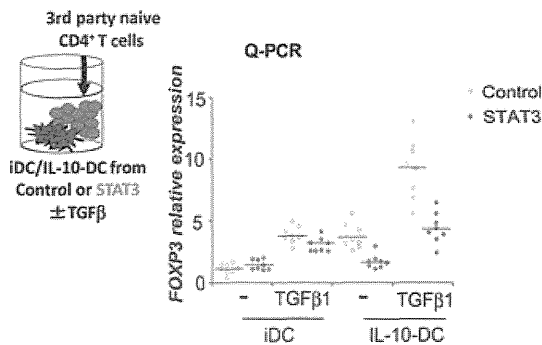 3rd party naive
CD4⁺ T cells
iDC/IL-10-DC from
Control or STAT3
±TGFβ
Q-PCR
FOXP3 relative expression
15
10
5
0
Control
STAT3
- TGFβ1 - TGFβ1
iDC IL-10-DC